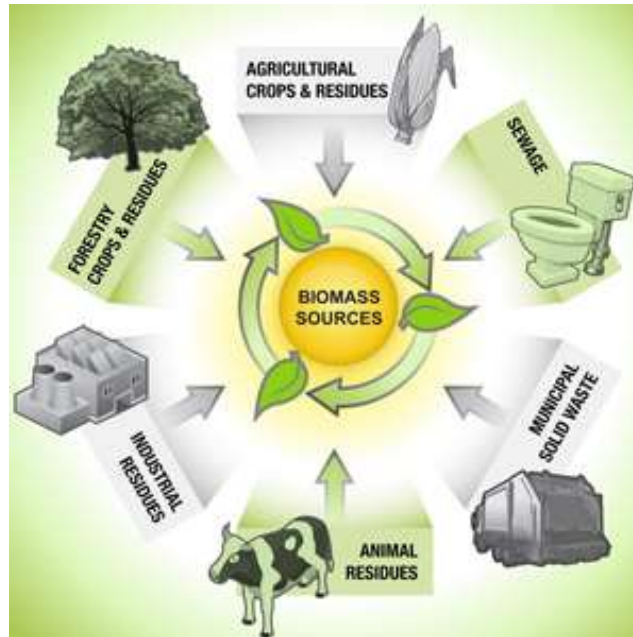 AGRICULTURAL
CROPS & RESIDUES
SEWAGE
MUNICIPAL
SOLID WASTE
ANIMAL
RESIDUES
INDUSTRIAL
RESIDUES
FORESTRY
CROPS & RESIDUES
BIOMASS
SOURCES